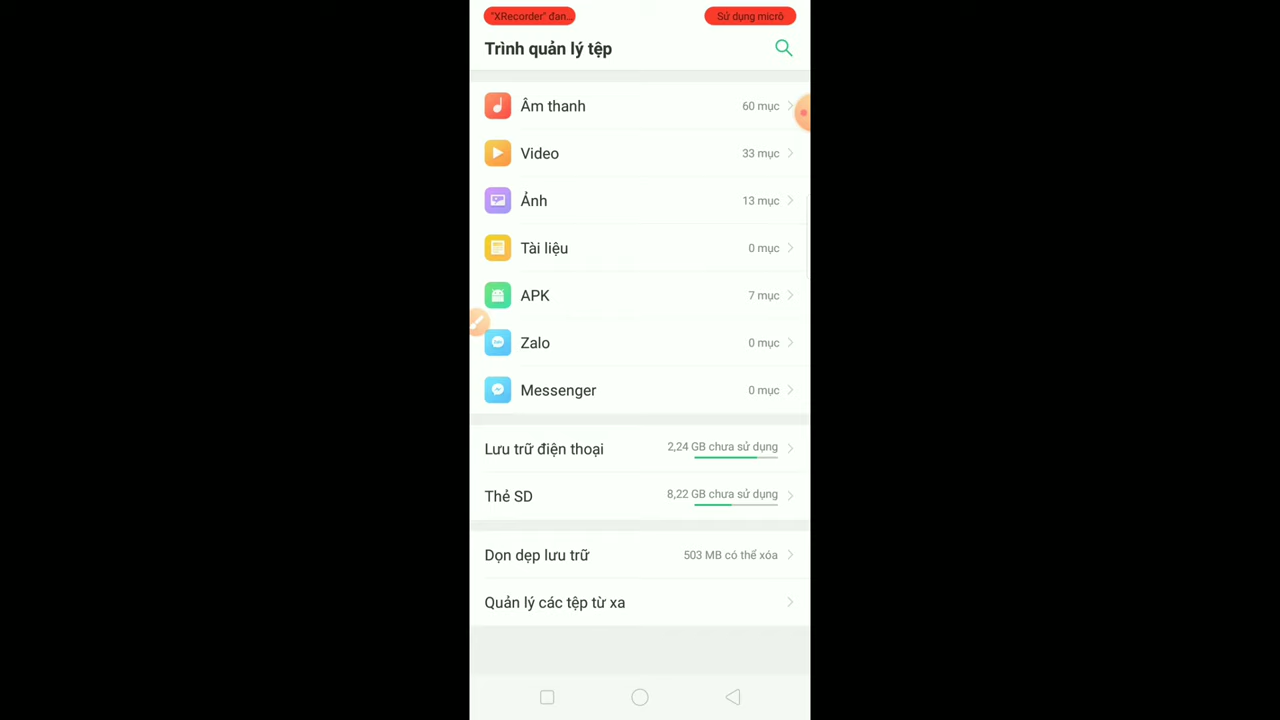 "XRecorder" đan... Sử dụng micrô
Trình quản lý tệp
Âm thanh 60 mục
Video 33 mục
Ảnh 13 mục
Tài liệu 0 mục
APK 7 mục
Zalo 0 mục
Messenger 0 mục
Lưu trữ điện thoại 2,24 GB chưa sử dụng
Thẻ SD 8,22 GB chưa sử dụng
Dọn dẹp lưu trữ 503 MB có thể xóa
Quản lý các tệp từ xa